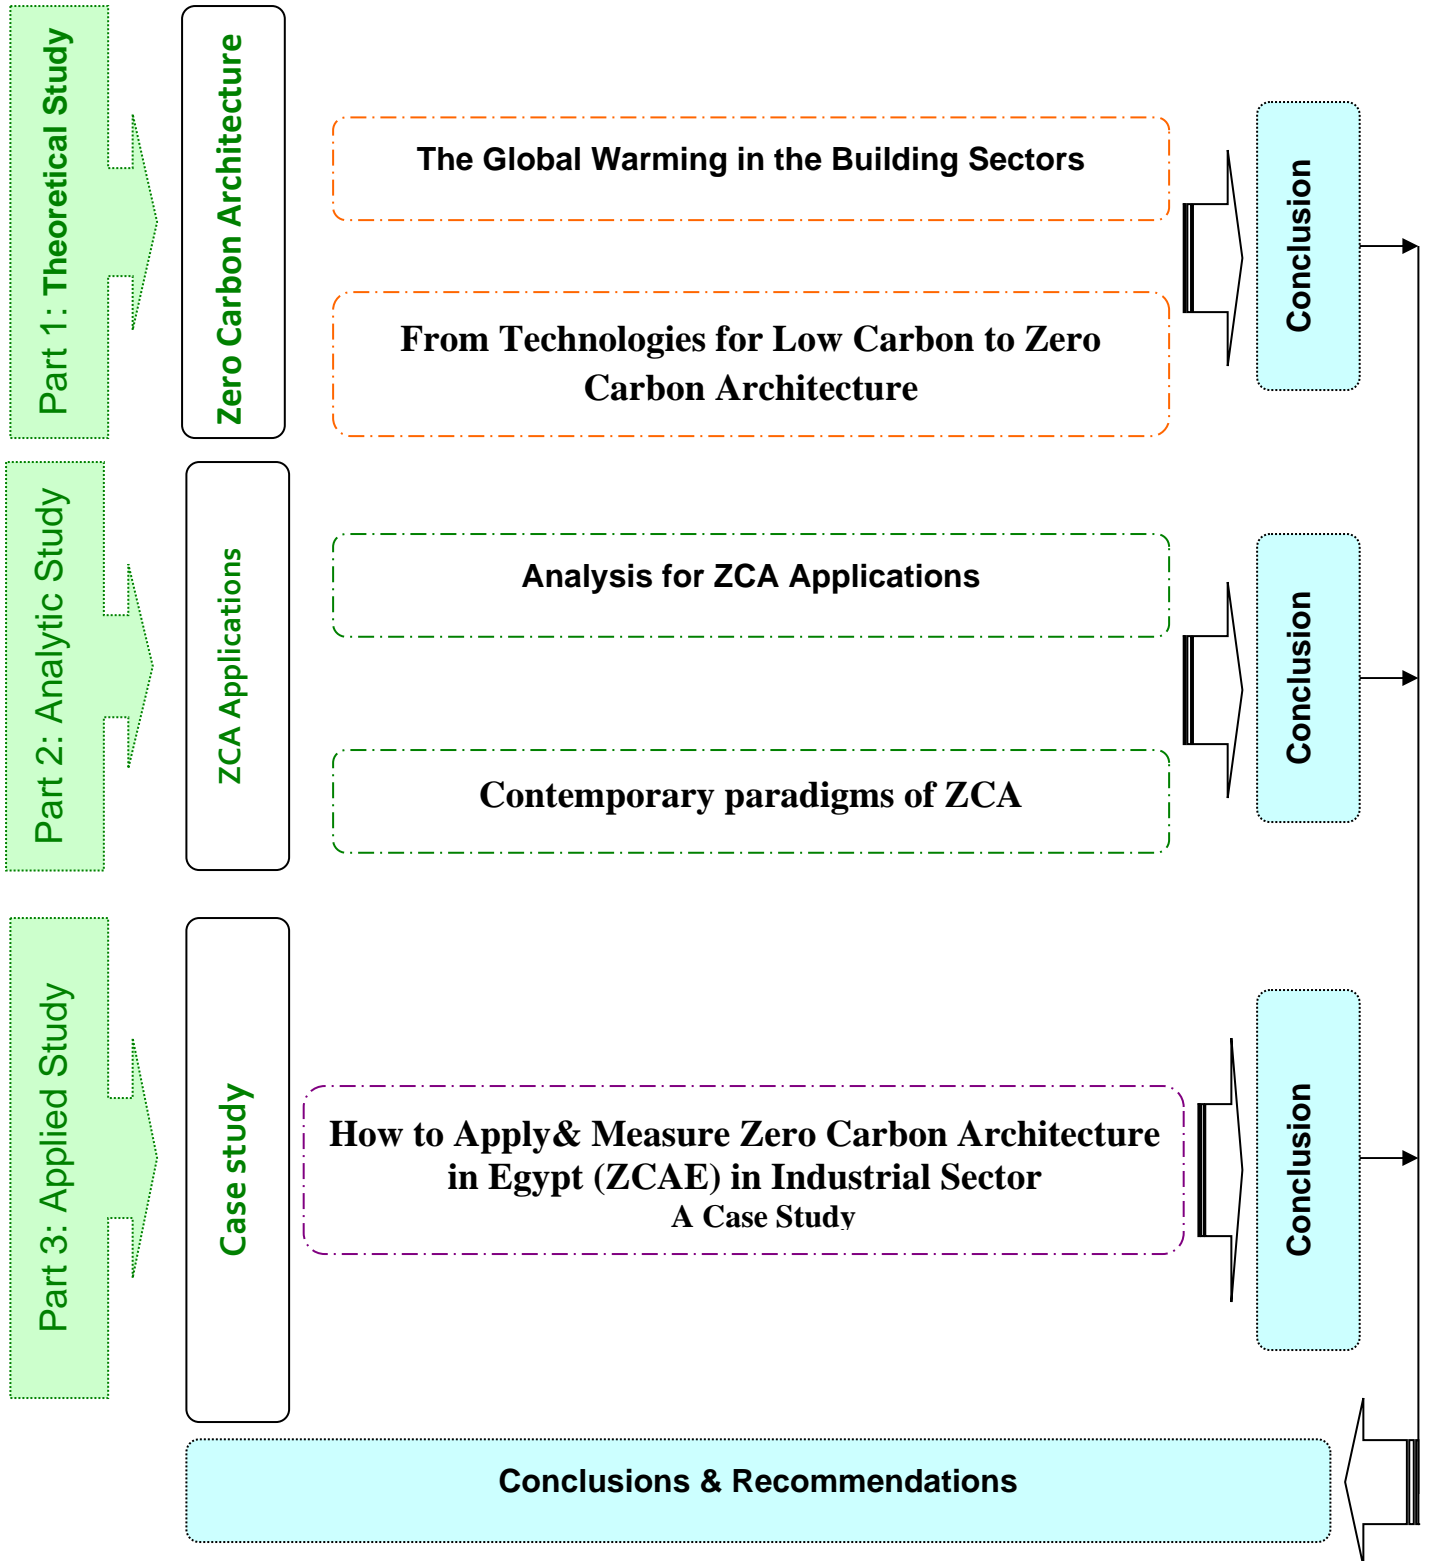 Part 1: Theoretical Study
Zero Carbon Architecture
The Global Warming in the Building Sectors
From Technologies for Low Carbon to Zero
Carbon Architecture
Conclusion
Part 2: Analytic Study
ZCA Applications
Analysis for ZCA Applications
Contemporary paradigms of ZCA
Conclusion
Part 3: Applied Study
Case study
How to Apply& Measure Zero Carbon Architecture
in Egypt (ZCAE) in Industrial Sector
A Case Study
Conclusion
Conclusions & Recommendations